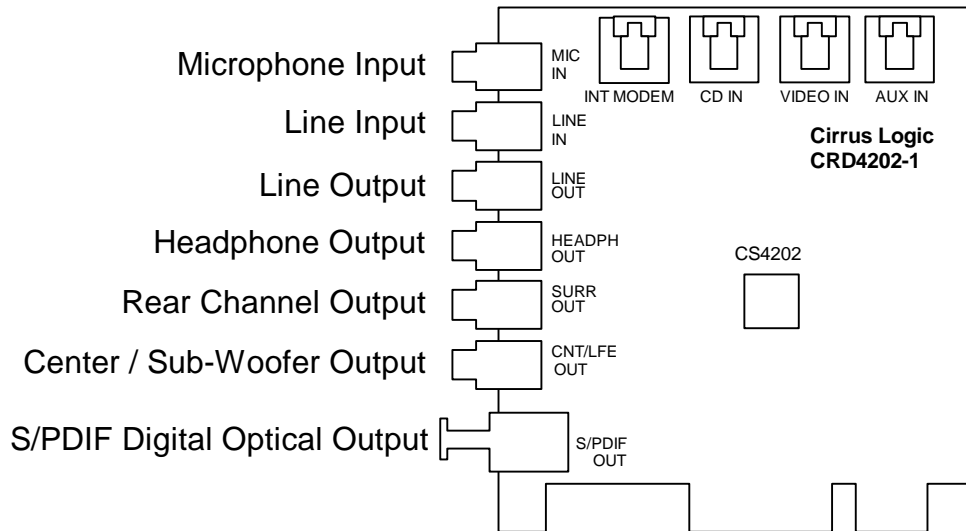 Microphone Input
MIC
IN
Line Input
LINE
IN
Line Output
LINE
OUT
Headphone Output
HEADPH
OUT
Rear Channel Output
SURR
OUT
Center / Sub-Woofer Output
CNT/LFE
OUT
S/PDIF Digital Optical Output
S/PDIF
OUT
INT MODEM
CD IN
VIDEO IN
AUX IN
Cirrus Logic
CRD4202-1
CS4202